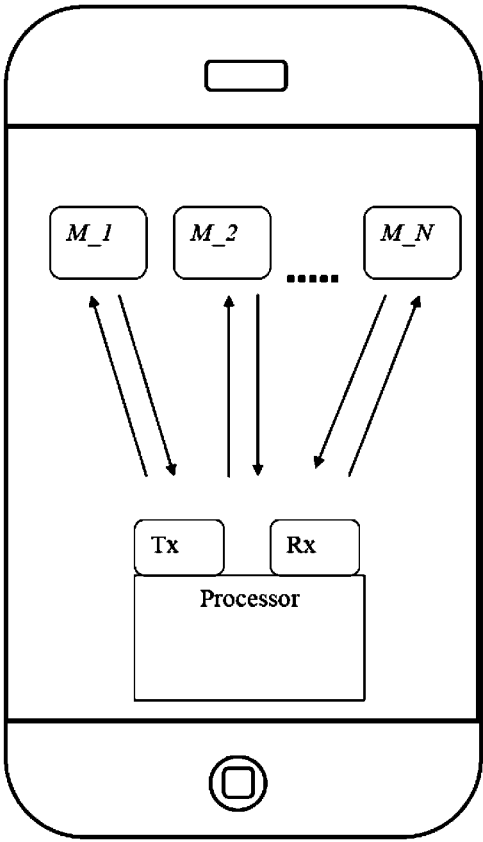 M_1 M_2 ..... M_N
Tx Rx
Processor